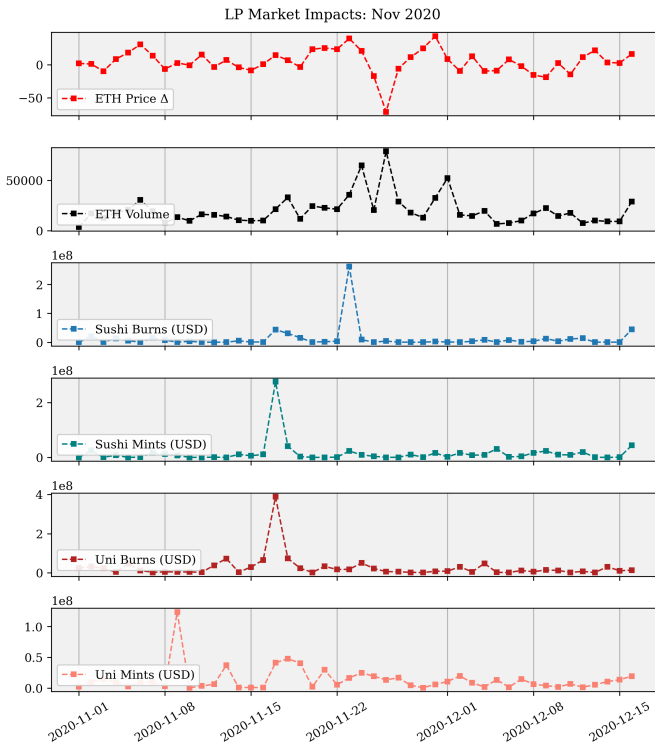 LP Market Impacts: Nov 2020
0
−50
ETH Price Δ
50000
0
ETH Volume
1e8
2
1
0
Sushi Burns (USD)
1e8
2
0
Sushi Mints (USD)
1e8
4
2
0
Uni Burns (USD)
1e8
1.0
0.5
0.0
Uni Mints (USD)
2020-11-01 2020-11-08 2020-11-15 2020-11-22 2020-12-01 2020-12-08 2020-12-15